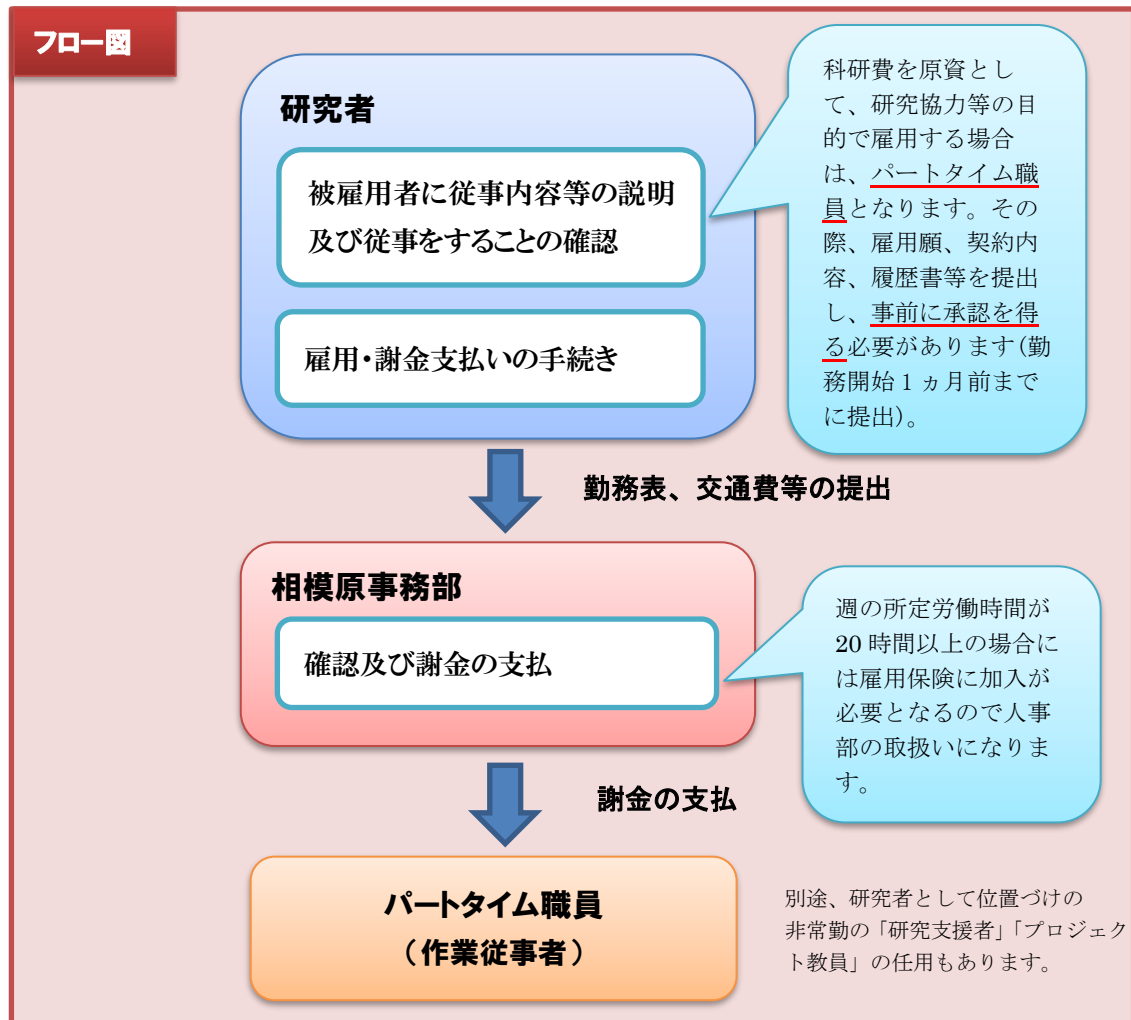 フロー図
研究者
被雇用者に従事内容等の説明
及び従事をすることの確認
雇用・謝金支払いの手続き
科研費を原資とし
て、研究協力等の目
的で雇用する場合
は、パートタイム職
員となります。その
際、雇用願、契約内
容、履歴書等を提出
し、事前に承認を得
る必要があります(勤
務開始1ヵ月前まで
に提出)。
勤務表、交通費等の提出
相模原事務部
確認及び謝金の支払
週の所定労働時間が
20時間以上の場合に
は雇用保険に加入が
必要となるので人事
部の取扱いになりま
す。
謝金の支払
パートタイム職員
(作業従事者)
別途、研究者として位置づけの
非常勤の「研究支援者」「プロジェク
ト教員」の任用もあります。